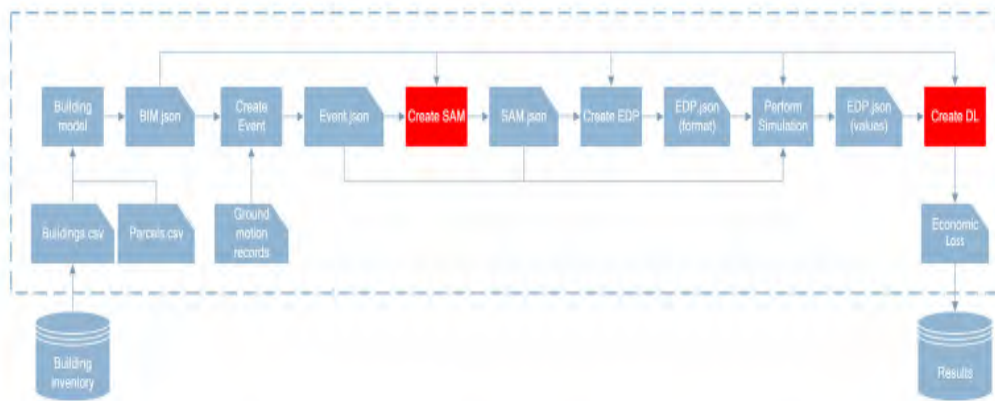 Building
model
BIM.json
Create
Event
Event.json
Create SAM
SAM.json
Create EDP
EDP.json
(format)
Perform
Simulation
EDP.json
(values)
Create DL
Buildings.csv
Parcels.csv
Ground
motion
records
Economic
Lost
Building
inventory
Results